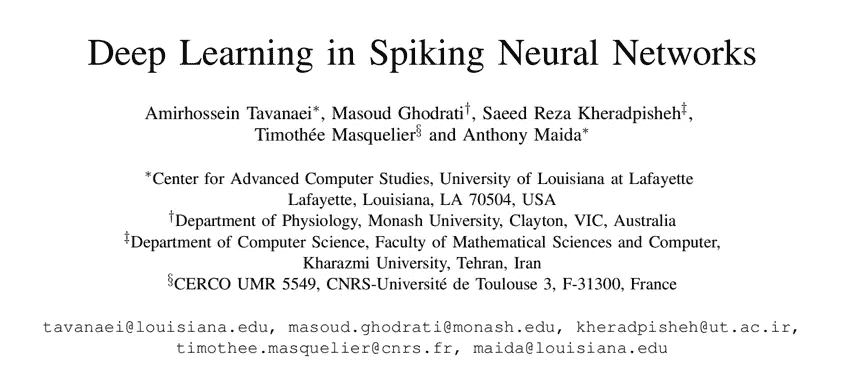 Deep Learning in Spiking Neural Networks
Amirhossein Tavanaei*, Masoud Ghodrati†, Saeed Reza Kheradpisheh‡,
Timothée Masquelier§ and Anthony Maida*
*Center for Advanced Computer Studies, University of Louisiana at Lafayette
Lafayette, Louisiana, LA 70504, USA
†Department of Physiology, Monash University, Clayton, VIC, Australia
‡Department of Computer Science, Faculty of Mathematical Sciences and Computer,
Kharazmi University, Tehran, Iran
§CERCO UMR 5549, CNRS-Université de Toulouse 3, F-31300, France
tavanaei@louisiana.edu, masoud.ghodrati@monash.edu, kheradpisheh@ut.ac.ir,
timothee.masquelier@cnrs.fr, maida@louisiana.edu